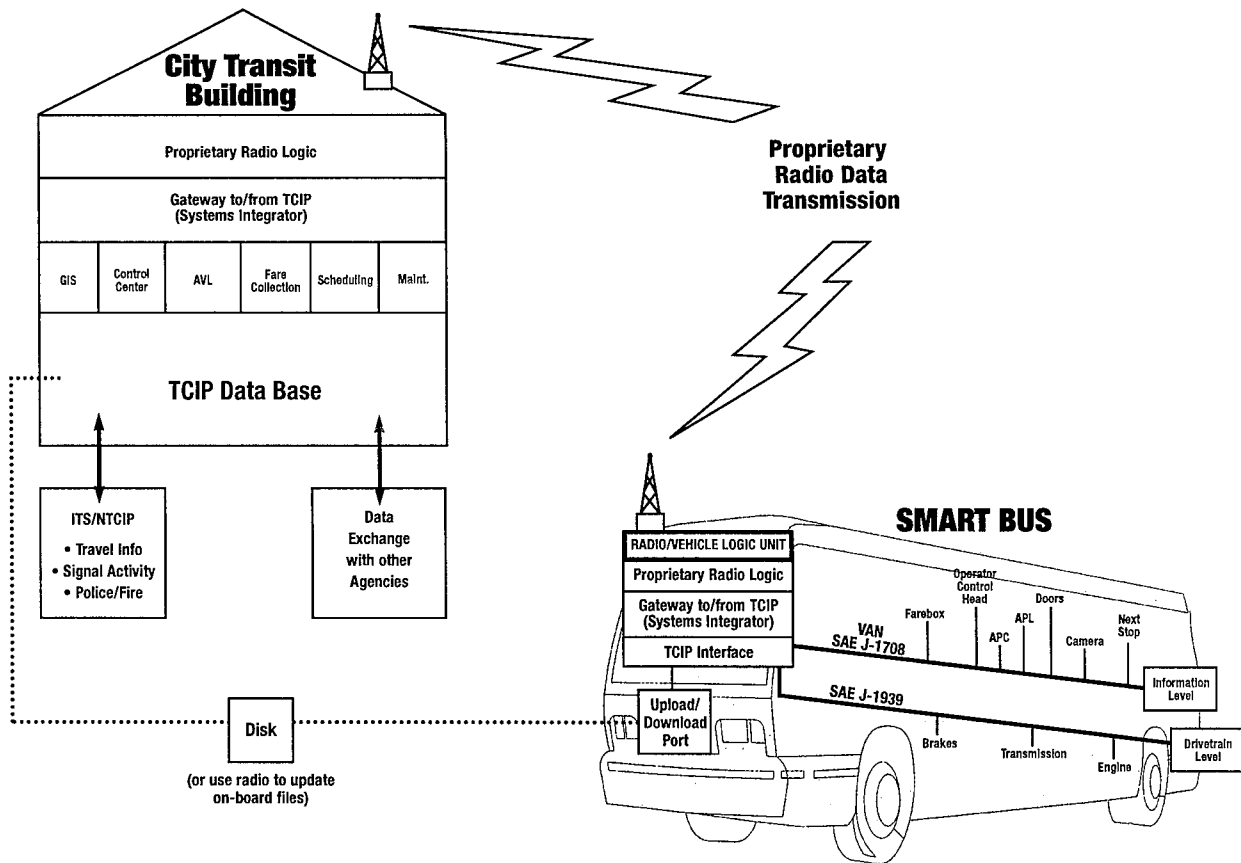 City Transit
Building
Proprietary Radio Logic
Gateway to/from TCIP
(Systems Integrator)
GIS
Control
Center
AVL
Fare
Collection
Scheduling
Maint.
TCIP Data Base
ITS/NTCIP
• Travel Info
• Signal Activity
• Police/Fire
Data
Exchange
with other
Agencies
Proprietary
Radio Data
Transmission
SMART BUS
RADIO/VEHICLE LOGIC UNIT
Proprietary Radio Logic
Gateway to/from TCIP
(Systems Integrator)
TCIP Interface
Upload/
Download
Port
VAN
SAE J-1708
Farebox
Operator
Control
Head
APC
APL
Doors
Camera
Next
Stop
Information
Level
SAE J-1939
Brakes
Transmission
Engine
Drivetrain
Level
Disk
(or use radio to update
on-board files)